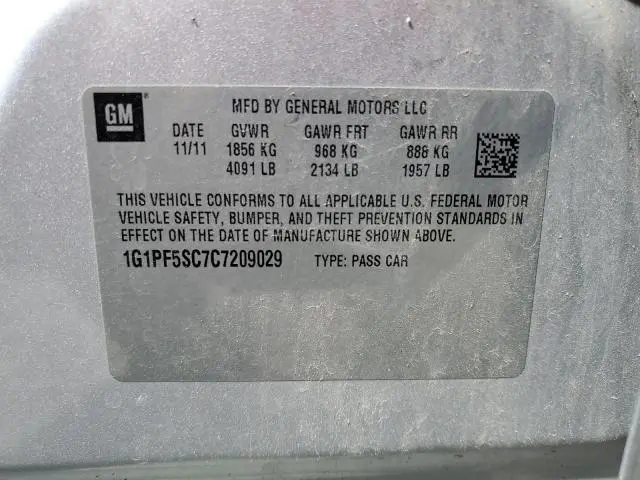 GM
MFD BY GENERAL MOTORS LLC
DATE GVWR GAWR FRT GAWR RR
11/11 1856 KG 968 KG 888 KG
4091 LB 2134 LB 1957 LB
THIS VEHICLE CONFORMS TO ALL APPLICABLE U.S. FEDERAL MOTOR
VEHICLE SAFETY, BUMPER, AND THEFT PREVENTION STANDARDS IN
EFFECT ON THE DATE OF MANUFACTURE SHOWN ABOVE.
1G1PF5SC7C7209029 TYPE: PASS CAR